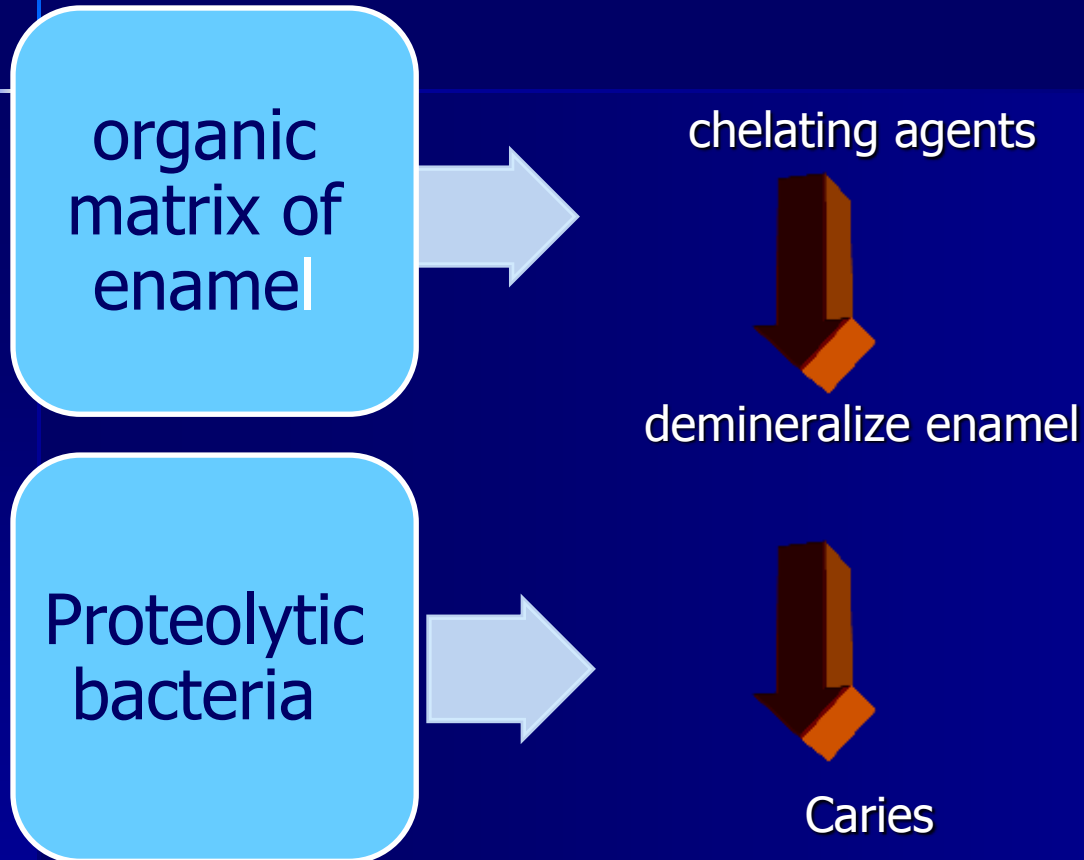 organic
matrix of
enamel
chelating agents
demineralize enamel
Proteolytic
bacteria
Caries